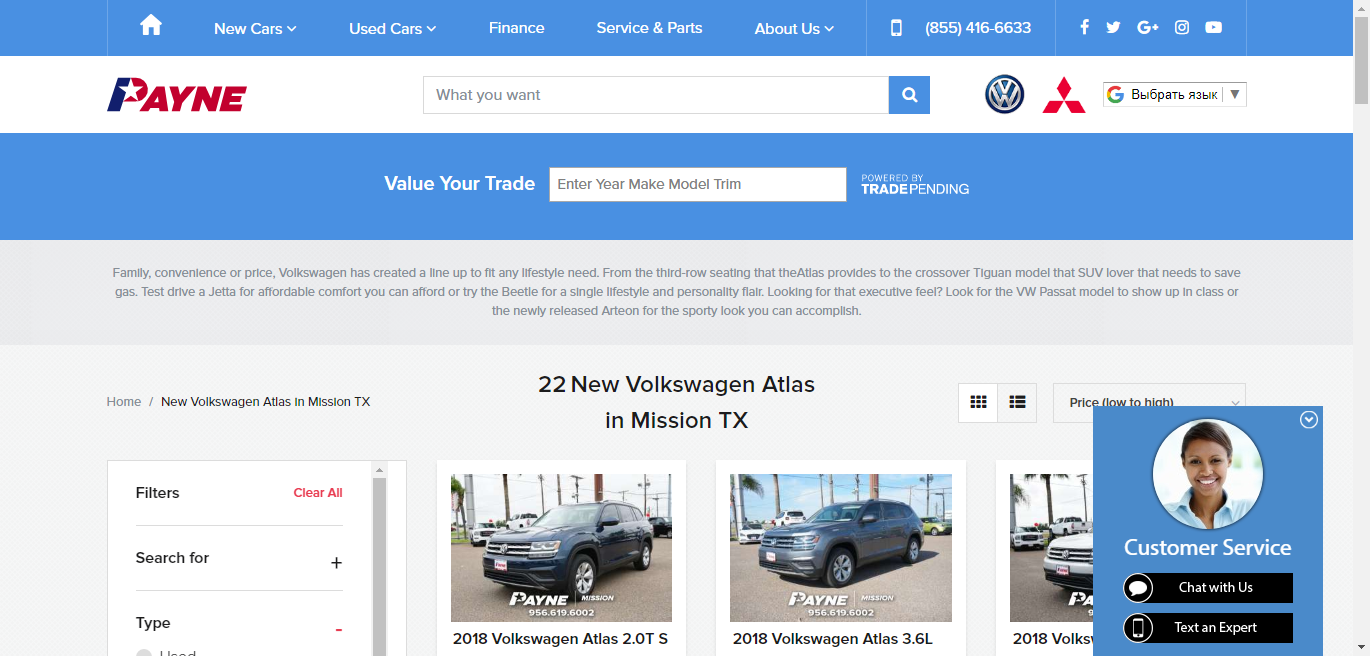 New Cars
Used Cars
Finance
Service & Parts
About Us
(855) 416-6633
PAYNE
What you want
Выбрать язык
Value Your Trade
Enter Year Make Model Trim
POWERED BY
TRADEPENDING
Family, convenience or price, Volkswagen has created a line up to fit any lifestyle need. From the third-row seating that theAtlas provides to the crossover Tiguan model that SUV lover that needs to save
gas. Test drive a Jetta for affordable comfort you can afford or try the Beetle for a single lifestyle and personality flair. Looking for that executive feel? Look for the VW Passat model to show up in class or
the newly released Arteon for the sporty look you can accomplish.
Home / New Volkswagen Atlas in Mission TX
22 New Volkswagen Atlas
in Mission TX
Price (low to high)
Filters
Clear All
Search for
+
Type
-
Used
PAYNE MISSION
956.619.6002
2018 Volkswagen Atlas 2.0T S
PAYNE MISSION
956.619.6002
2018 Volkswagen Atlas 3.6L
PA
2018 Volksw
Customer Service
Chat with Us
Text an Expert